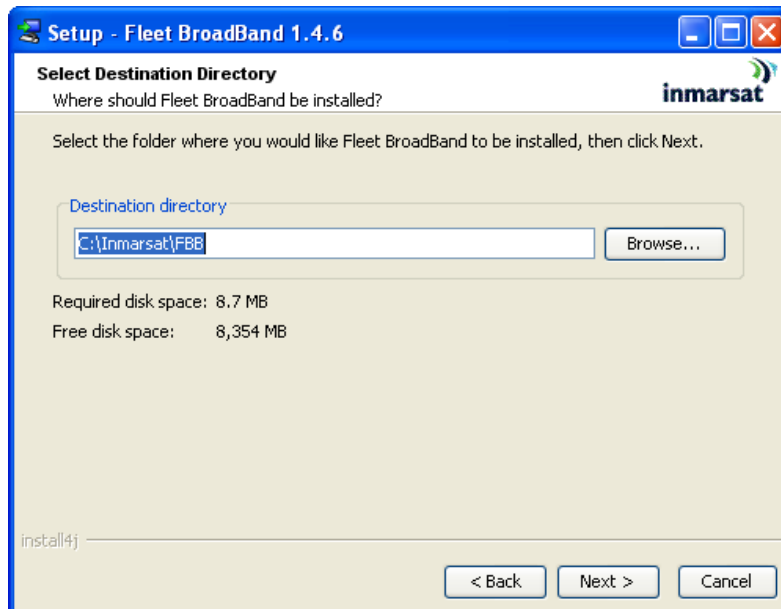 Setup - Fleet BroadBand 1.4.6
Select Destination Directory
Where should Fleet BroadBand be installed?
inmarsat
Select the folder where you would like Fleet BroadBand to be installed, then click Next.
Destination directory
C:\Inmarsat\FBB
Browse...
Required disk space: 8.7 MB
Free disk space: 8,354 MB
install4j
< Back Next > Cancel